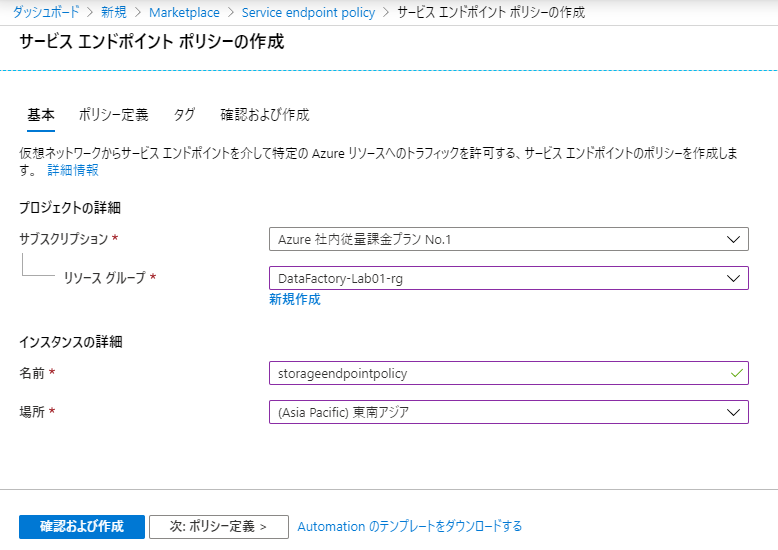 ダッシュボード > 新規 > Marketplace > Service endpoint policy > サービス エンドポイント ポリシーの作成
サービス エンドポイント ポリシーの作成
基本 ポリシー定義 タグ 確認および作成
仮想ネットワークからサービス エンドポイントを介して特定の Azure リソースへのトラフィックを許可する、サービス エンドポイントのポリシーを作成しま
す。 詳細情報
プロジェクトの詳細
サブスクリプション * Azure 社内従量課金プラン No.1
リソース グループ * DataFactory-Lab01-rg
新規作成
インスタンスの詳細
名前 * storageendpointpolicy
場所 * (Asia Pacific) 東南アジア
確認および作成 次: ポリシー定義 > Automation のテンプレートをダウンロードする